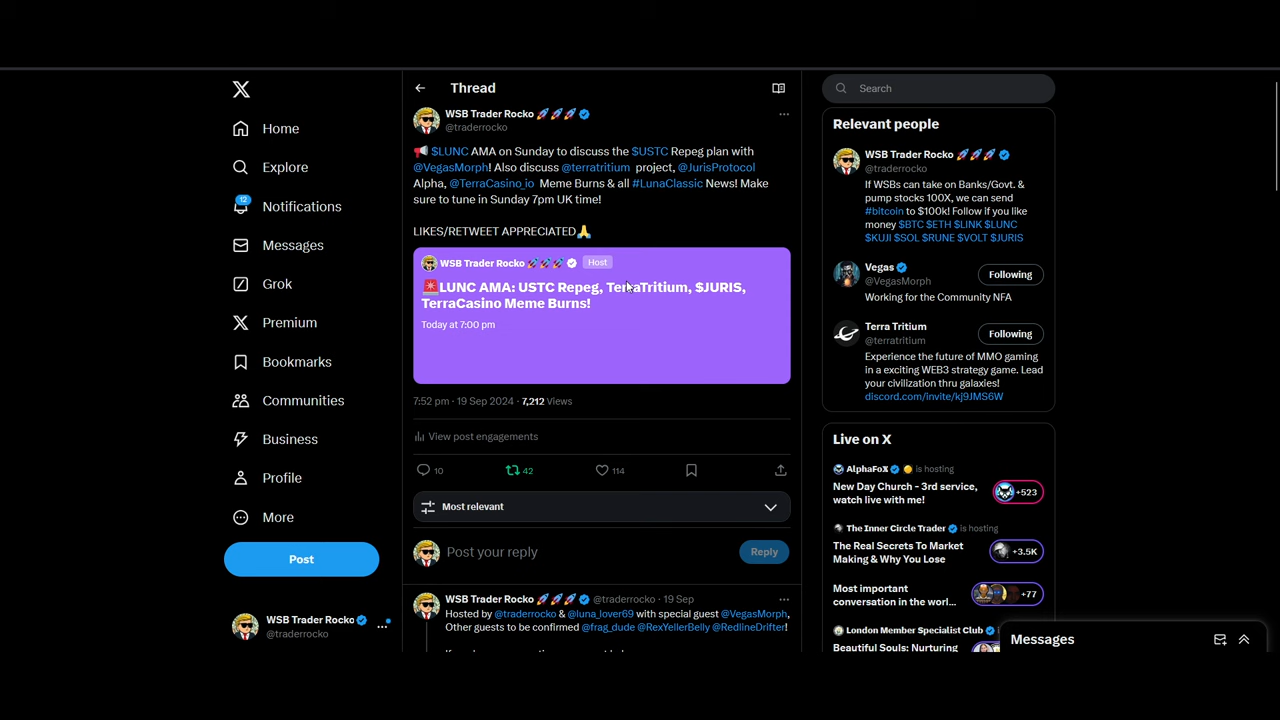 Home
Explore
12
Notifications
Messages
Grok
Premium
Bookmarks
Communities
Business
Profile
More
Post
WSB Trader Rocko
@traderrocko
Thread
WSB Trader Rocko 🚀🚀🚀
@traderrocko
📢 $LUNC AMA on Sunday to discuss the $USTC Repeg plan with
@VegasMorph! Also discuss @terratritium project, @JurisProtocol
Alpha, @TerraCasino_io Meme Burns & all #LunaClassic News! Make
sure to tune in Sunday 7pm UK time!
LIKES/RETWEET APPRECIATED🙏
WSB Trader Rocko 🚀🚀🚀 Host
🚨LUNC AMA: USTC Repeg, TerraTritium, $JURIS,
TerraCasino Meme Burns!
Today at 7:00 pm
7:52 pm · 19 Sep 2024 · 7,212 Views
View post engagements
10 42 114
Most relevant
Post your reply
Reply
WSB Trader Rocko 🚀🚀🚀 @traderrocko · 19 Sep
Hosted by @traderrocko & @luna_lover69 with special guest @VegasMorph,
Other guests to be confirmed @frag_dude @RexYellerBelly @RedlineDrifter!
Search
Relevant people
WSB Trader Rocko 🚀🚀🚀
@traderrocko
If WSBs can take on Banks/Govt. &
pump stocks 100X, we can send
#bitcoin to $100k! Follow if you like
money $BTC $ETH $LINK $LUNC
$KUJI $SOL $RUNE $VOLT $JURIS
Vegas
@VegasMorph
Following
Working for the Community NFA
Terra Tritium
@terratritium
Following
Experience the future of MMO gaming
in a exciting WEB3 strategy game. Lead
your civilization thru galaxies!
discord.com/invite/kj9JMS6W
Live on X
AlphaFoX is hosting
New Day Church - 3rd service,
watch live with me!
+523
The Inner Circle Trader is hosting
The Real Secrets To Market
Making & Why You Lose
+3.5K
Most important
conversation in the worl...
+77
London Member Specialist Club
Beautiful Souls: Nurturing
Messages